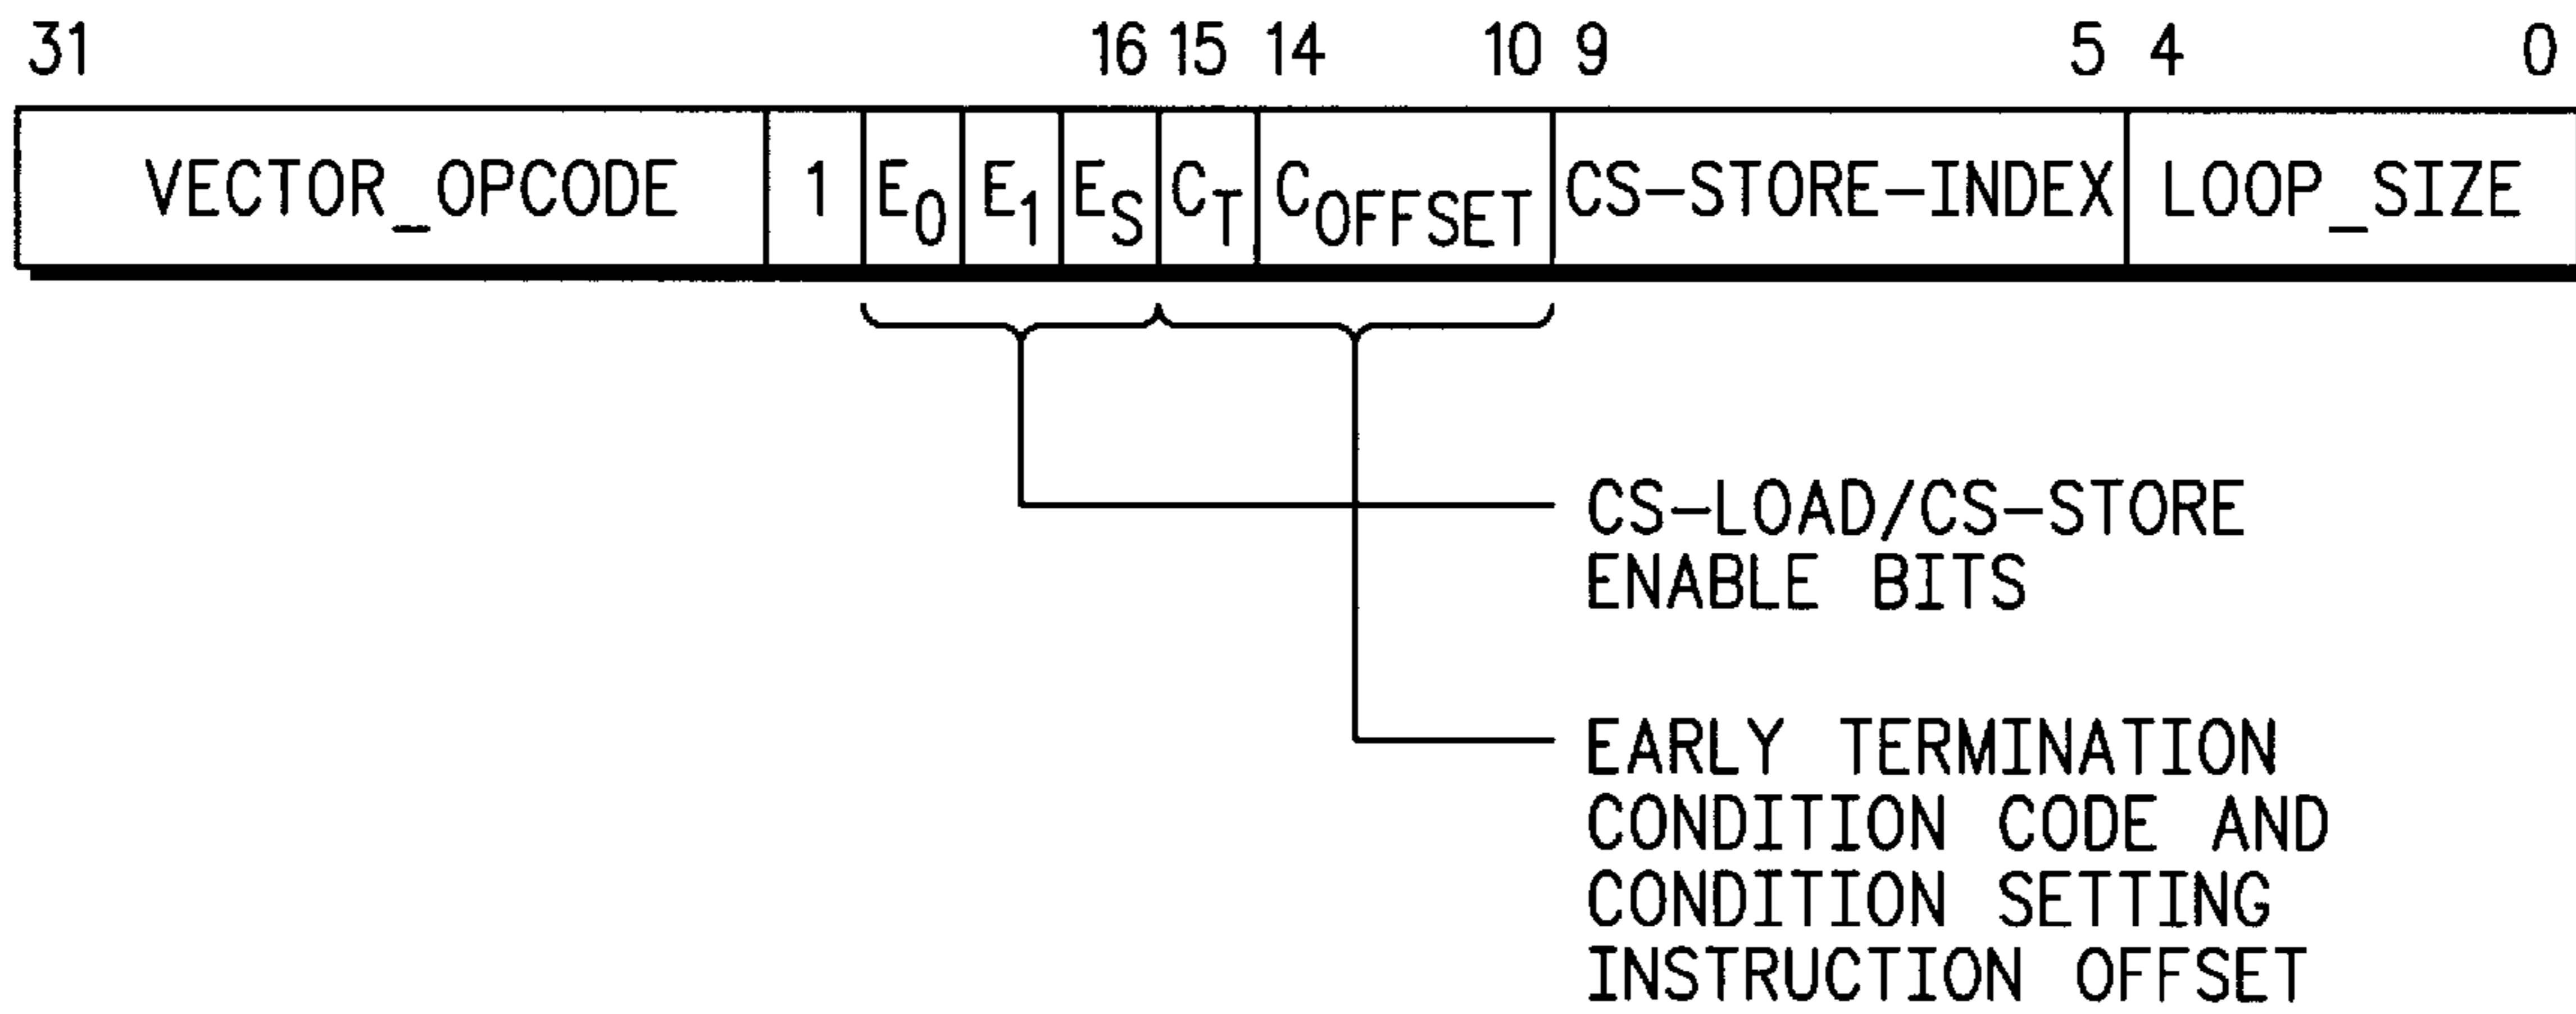 31 16 15 14 10 9 5 4 0
VECTOR_OPCODE 1 E0 E1 ES CT COFFSET CS-STORE-INDEX LOOP_SIZE
CS-LOAD/CS-STORE
ENABLE BITS
EARLY TERMINATION
CONDITION CODE AND
CONDITION SETTING
INSTRUCTION OFFSET